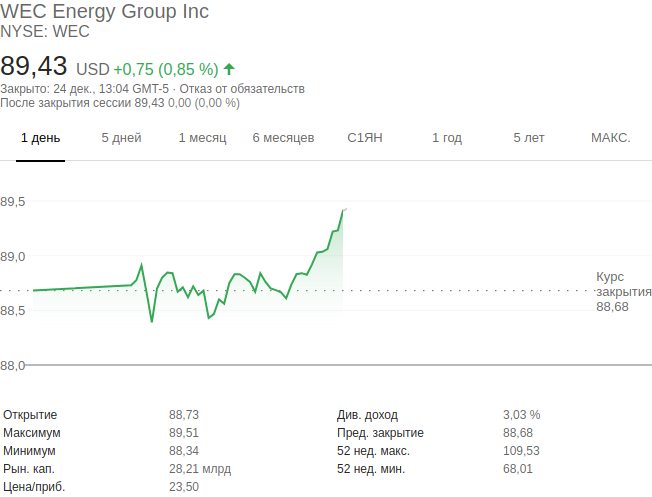 WEC Energy Group Inc
NYSE: WEC
89,43 USD +0,75 (0,85 %)
Закрыто: 24 дек., 13:04 GMT-5 · Отказ от обязательств
После закрытия сессии 89,43 0,00 (0,00 %)
1 день 5 дней 1 месяц 6 месяцев С1ЯН 1 год 5 лет МАКС.
89,5
89,0
Курс
закрытия
88,68
88,5
88,0
Открытие 88,73 Див. доход 3,03 %
Максимум 89,51 Пред. закрытие 88,68
Минимум 88,34 52 нед. макс. 109,53
Рын. кап. 28,21 млрд 52 нед. мин. 68,01
Цена/приб. 23,50